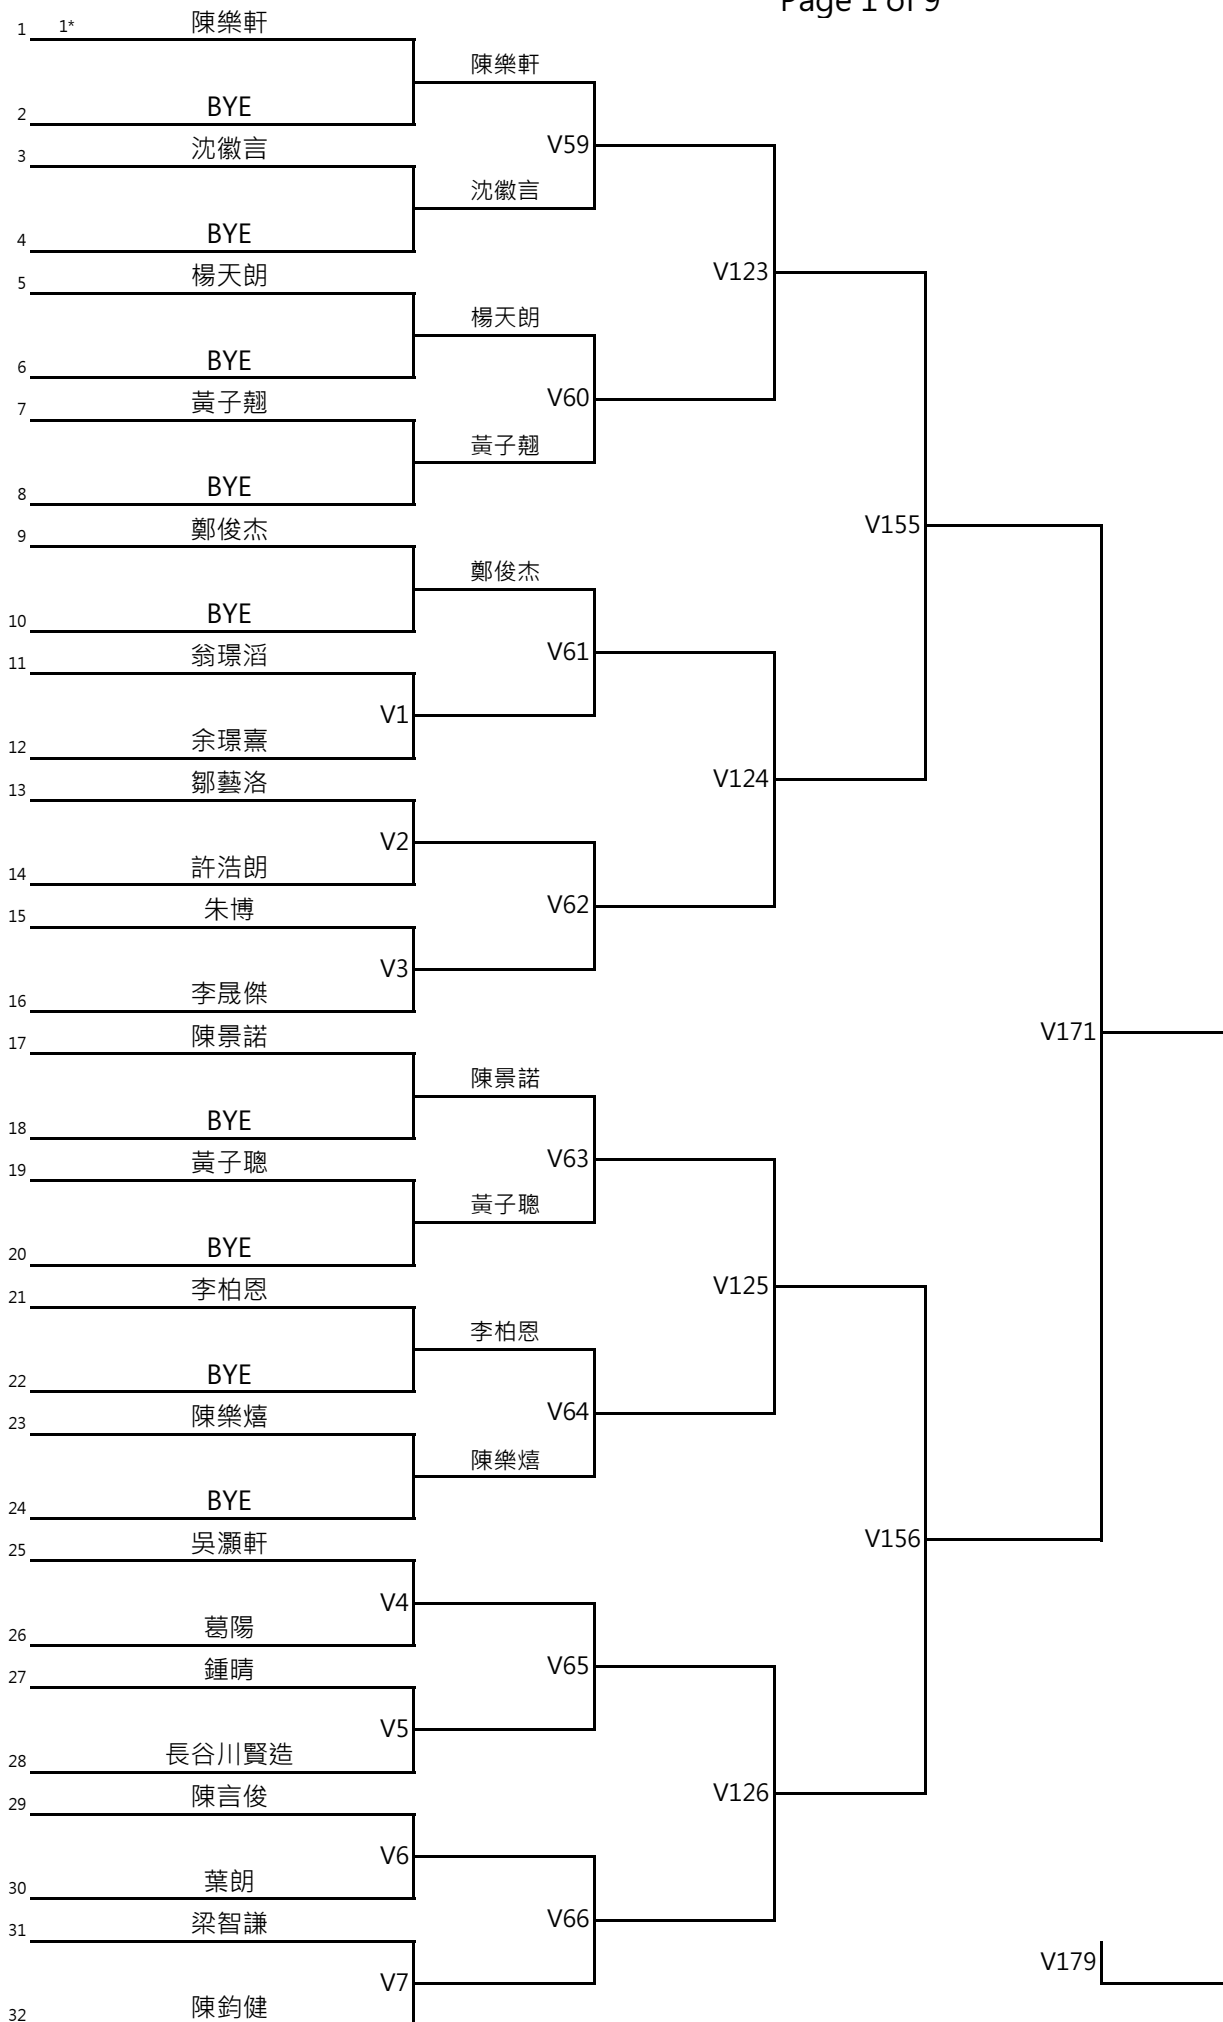 Page 1 of 9
1 1* 陳樂軒
陳樂軒
2 BYE
V59
3 沈徽言
沈徽言
4 BYE
V123
5 楊天朗
楊天朗
6 BYE
V60
7 黃子翹
黃子翹
8 BYE
V155
9 鄭俊杰
鄭俊杰
10 BYE
V61
11 翁璟滔
V1
12 余璟熹
V124
13 鄒藝洛
V2
14 許浩朗
V62
15 朱博
V3
16 李晟傑
V171
17 陳景諾
陳景諾
18 BYE
V63
19 黃子聰
黃子聰
20 BYE
V125
21 李柏恩
李柏恩
22 BYE
V64
23 陳樂熺
陳樂熺
24 BYE
V156
25 吳灝軒
V4
26 葛陽
V65
27 鍾晴
V5
28 長谷川賢造
V126
29 陳言俊
V6
30 葉朗
V66
31 梁智謙
V179
V7
32 陳鈞健